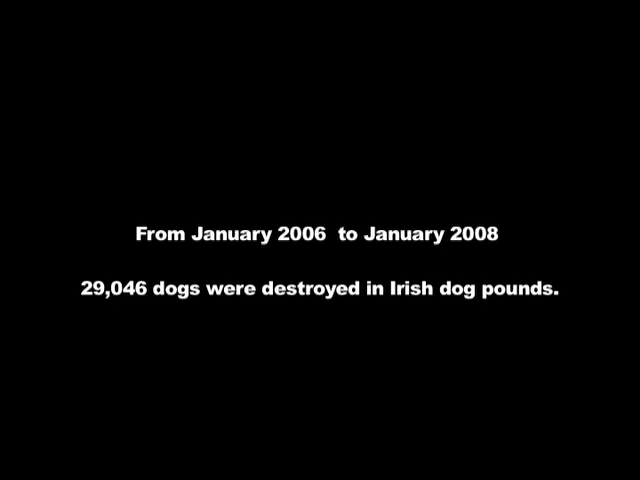 From January 2006  to January 2008
29,046 dogs were destroyed in Irish dog pounds.